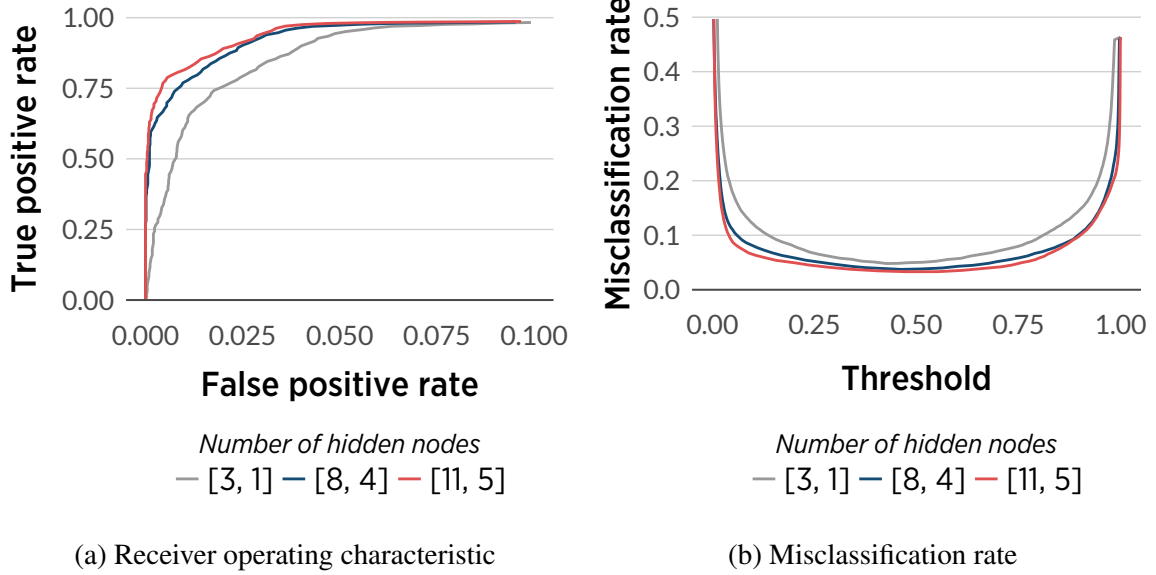 True positive rate
1.00
0.75
0.50
0.25
0.00
0.000 0.025 0.050 0.075 0.100
False positive rate
Number of hidden nodes
[3, 1] [8, 4] [11, 5]
(a) Receiver operating characteristic
Misclassification rate
0.5
0.4
0.3
0.2
0.1
0.0
0.00 0.25 0.50 0.75 1.00
Threshold
Number of hidden nodes
[3, 1] [8, 4] [11, 5]
(b) Misclassification rate